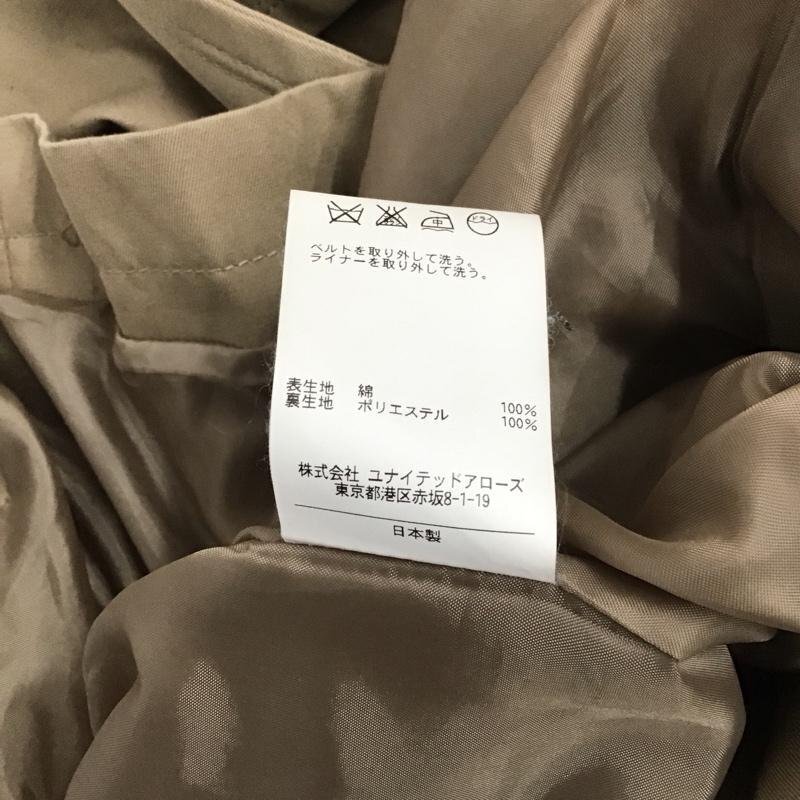 中 ドライ
ベルトを取り外して洗う。
ライナーを取り外して洗う。
表生地 綿 100%
裏生地 ポリエステル 100%
株式会社 ユナイテッドアローズ
東京都港区赤坂8-1-19
日本製